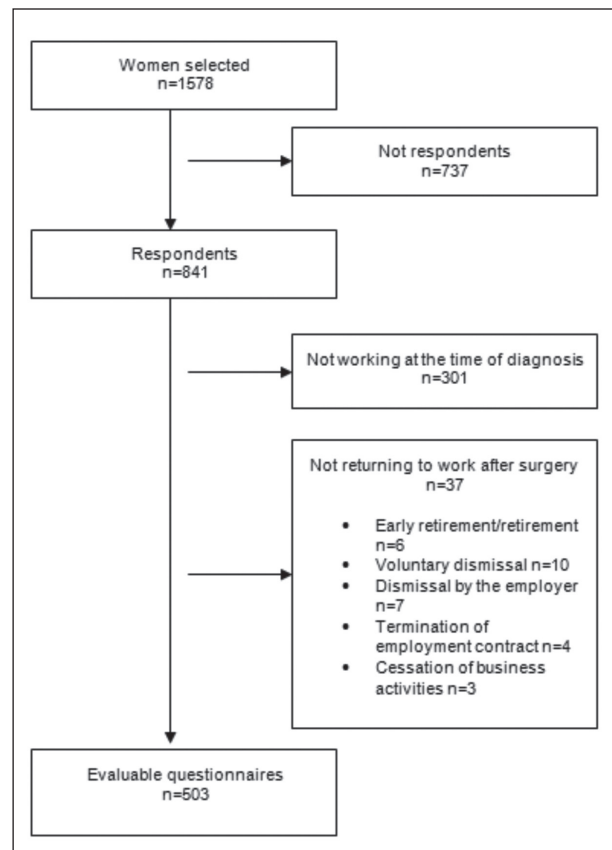 Women selected
n=1578
Not respondents
n=737
Respondents
n=841
Not working at the time of diagnosis
n=301
Not returning to work after surgery
n=37
• Early retirement/retirement
n=6
• Voluntary dismissal n=10
• Dismissal by the employer
n=7
• Termination of
employment contract n=4
• Cessation of business
activities n=3
Evaluable questionnaires
n=503